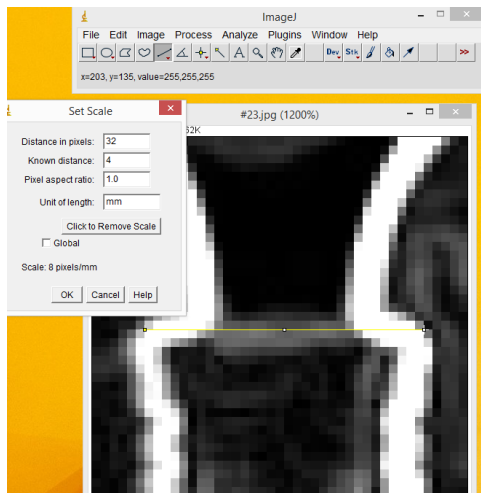 ImageJ
File Edit Image Process Analyze Plugins Window Help
A Dev Stk >>
x=203, y=135, value=255,255,255
Set Scale
#23.jpg (1200%)
52K
Distance in pixels: 32
Known distance: 4
Pixel aspect ratio: 1.0
Unit of length: mm
Click to Remove Scale
Global
Scale: 8 pixels/mm
OK Cancel Help